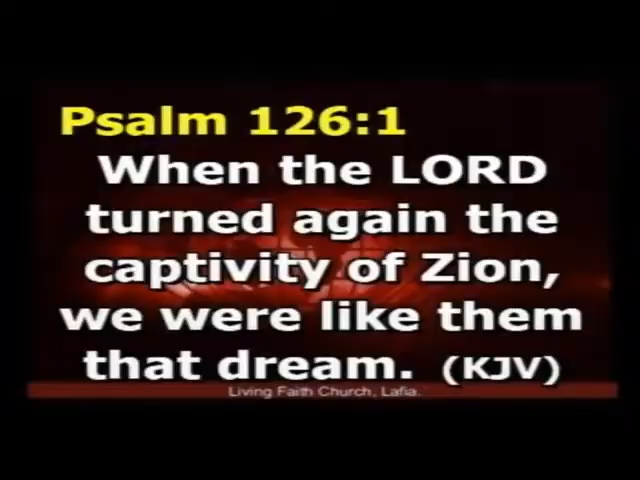 Psalm 126:1
When the LORD
turned again the
captivity of Zion,
we were like them
that dream. (KJV)
Living Faith Church, Lafia.